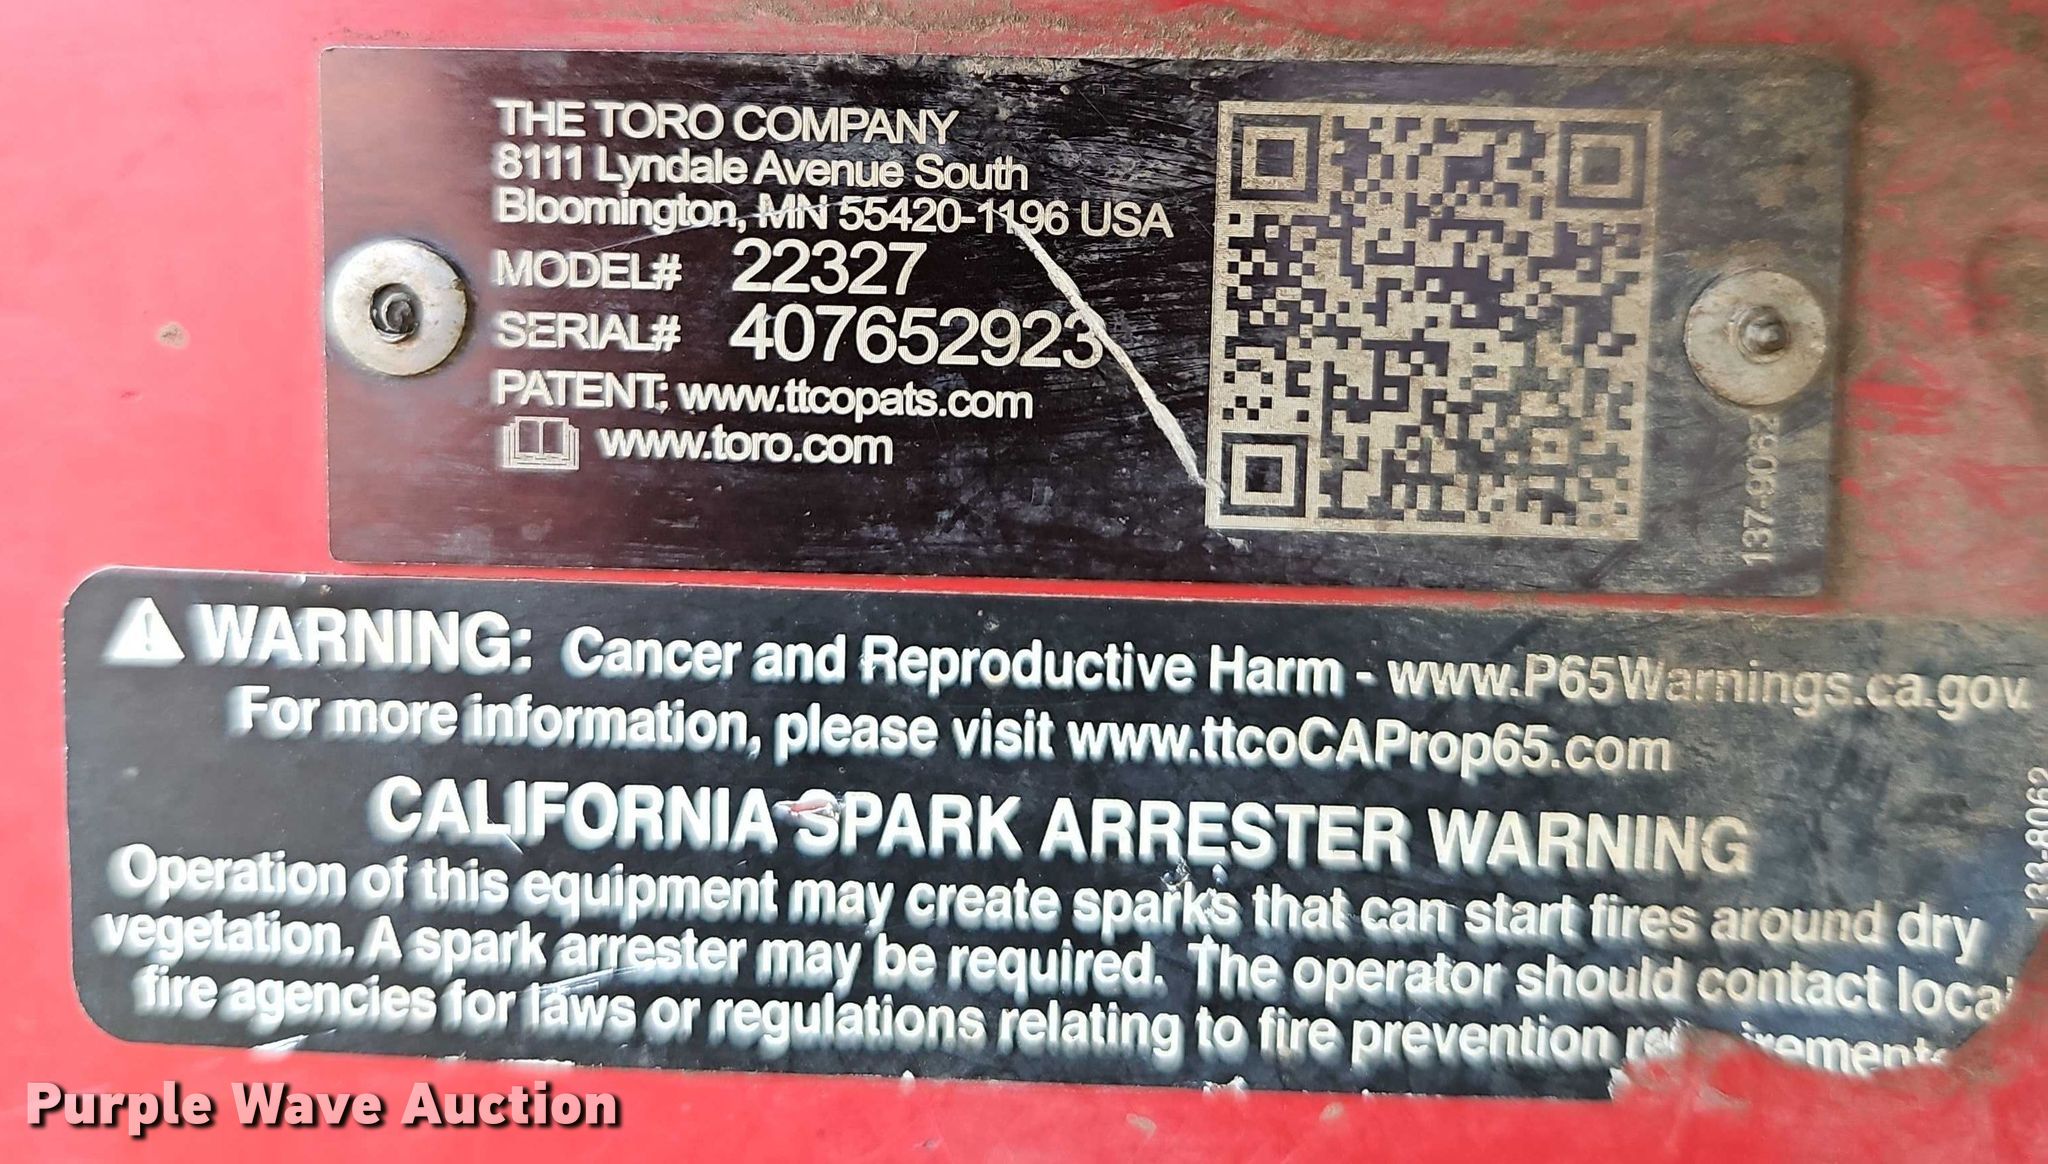 THE TORO COMPANY
8111 Lyndale Avenue South
Bloomington, MN 55420-1196 USA
MODEL# 22327
SERIAL# 407652923
PATENT: www.ttcopats.com
www.toro.com
137-9062
WARNING: Cancer and Reproductive Harm - www.P65Warnings.ca.gov.
For more information, please visit www.ttcoCAProp65.com
CALIFORNIA SPARK ARRESTER WARNING
Operation of this equipment may create sparks that can start fires around dry
vegetation. A spark arrester may be required. The operator should contact local
fire agencies for laws or regulations relating to fire prevention
133-8062
Purple Wave Auction